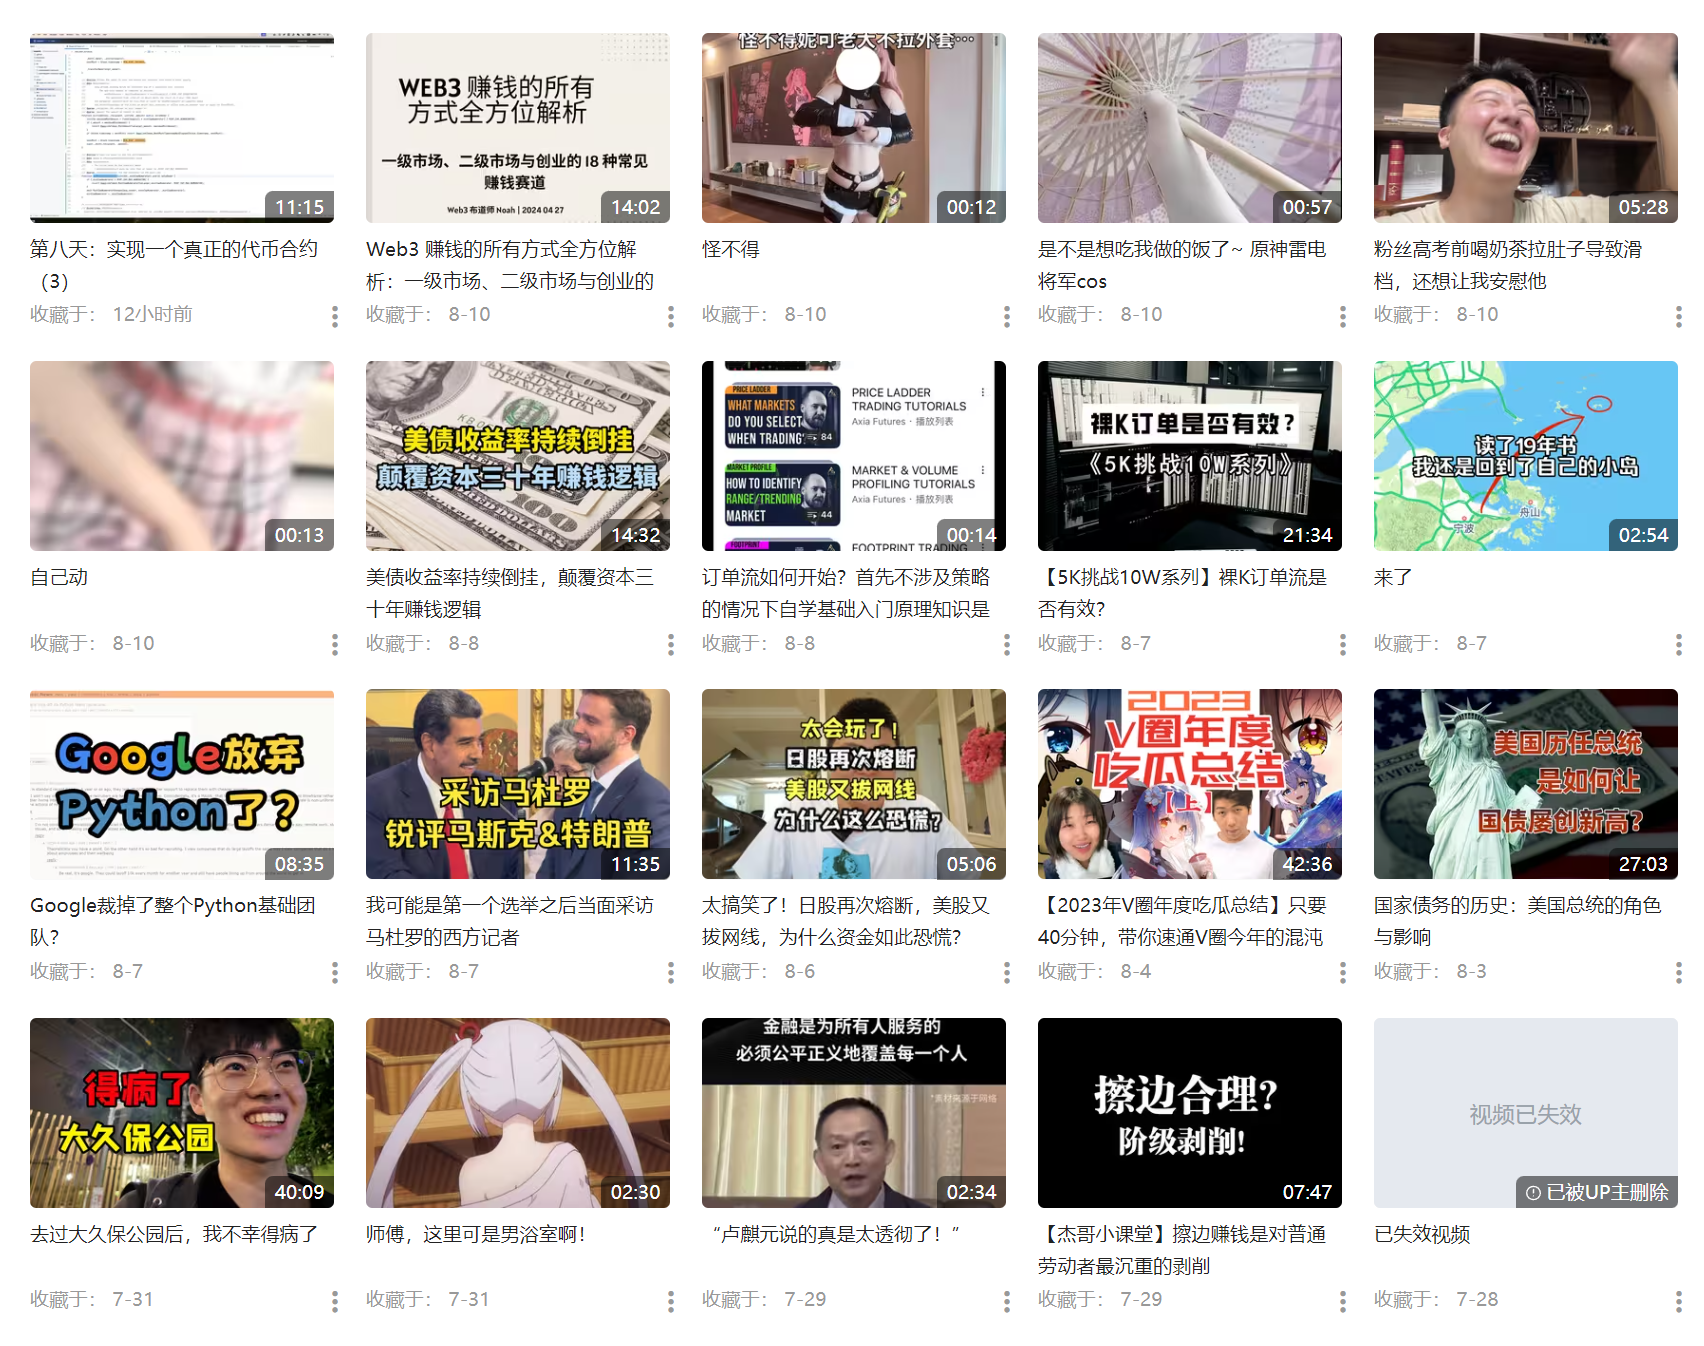 11:15
第八天：实现一个真正的代币合约
（3）
收藏于： 12小时前
WEB3 赚钱的所有
方式全方位解析
一级市场、二级市场与创业的 18 种常见
赚钱赛道
Web3 布道师 Noah | 2024 04 27
14:02
Web3 赚钱的所有方式全方位解
析：一级市场、二级市场与创业的
收藏于： 8-10
怪不得妮可老大不拉外套…
00:12
怪不得
收藏于： 8-10
00:57
是不是想吃我做的饭了~ 原神雷电
将军cos
收藏于： 8-10
05:28
粉丝高考前喝奶茶拉肚子导致滑
档，还想让我安慰他
收藏于： 8-10
00:13
自己动
收藏于： 8-10
美债收益率持续倒挂
颠覆资本三十年赚钱逻辑
14:32
美债收益率持续倒挂，颠覆资本三
十年赚钱逻辑
收藏于： 8-8
PRICE LADDER
WHAT MARKETS
DO YOU SELECT
WHEN TRADING?
84
PRICE LADDER
TRADING TUTORIALS
Axia Futures · 播放列表
MARKET PROFILE
HOW TO IDENTIFY
RANGE/TRENDING
MARKET
44
MARKET & VOLUME
PROFILING TUTORIALS
Axia Futures · 播放列表
FOOTPRINT
FOOTPRINT TRADING
00:14
订单流如何开始？首先不涉及策略
的情况下自学基础入门原理知识是
收藏于： 8-8
裸K订单是否有效？
《5K挑战10W系列》
21:34
【5K挑战10W系列】裸K订单流是
否有效?
收藏于： 8-7
读了19年书
我还是回到了自己的小岛
舟山
宁波
02:54
来了
收藏于： 8-7
Google放弃
Python了？
08:35
Google裁掉了整个Python基础团
队？
收藏于： 8-7
采访马杜罗
锐评马斯克&特朗普
11:35
我可能是第一个选举之后当面采访
马杜罗的西方记者
收藏于： 8-7
太会玩了！
日股再次熔断
美股又拔网线
为什么这么恐慌？
05:06
太搞笑了！日股再次熔断，美股又
拔网线，为什么资金如此恐慌？
收藏于： 8-6
2023
V圈年度
吃瓜总结
【上】
42:36
【2023年V圈年度吃瓜总结】只要
40分钟，带你速通V圈今年的混沌
收藏于： 8-4
美国历任总统
是如何让
国债屡创新高？
27:03
国家债务的历史：美国总统的角色
与影响
收藏于： 8-3
得病了
大久保公园
40:09
去过大久保公园后，我不幸得病了
收藏于： 7-31
02:30
师傅，这里可是男浴室啊！
收藏于： 7-31
金融是为所有人服务的
必须公平正义地覆盖每一个人
*素材来源于网络
02:34
“卢麒元说的真是太透彻了！”
收藏于： 7-29
擦边合理?
阶级剥削!
07:47
【杰哥小课堂】擦边赚钱是对普通
劳动者最沉重的剥削
收藏于： 7-29
视频已失效
已被UP主删除
已失效视频
收藏于： 7-28